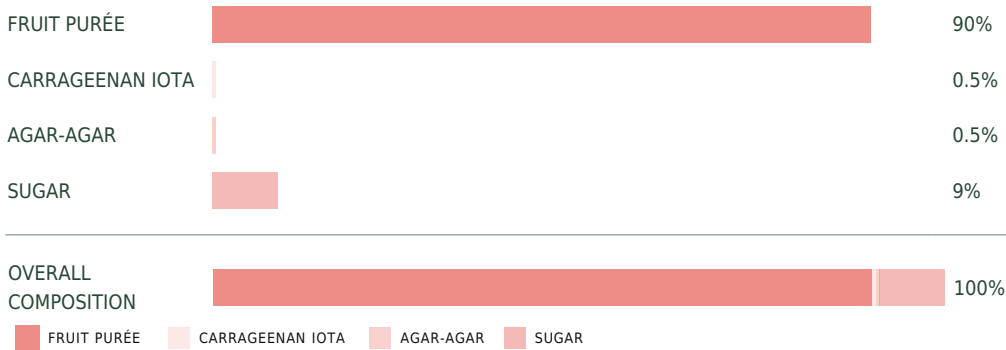 FRUIT PURÉE 90%
CARRAGEENAN IOTA 0.5%
AGAR-AGAR 0.5%
SUGAR 9%
OVERALL
COMPOSITION 100%
FRUIT PURÉE CARRAGEENAN IOTA AGAR-AGAR SUGAR